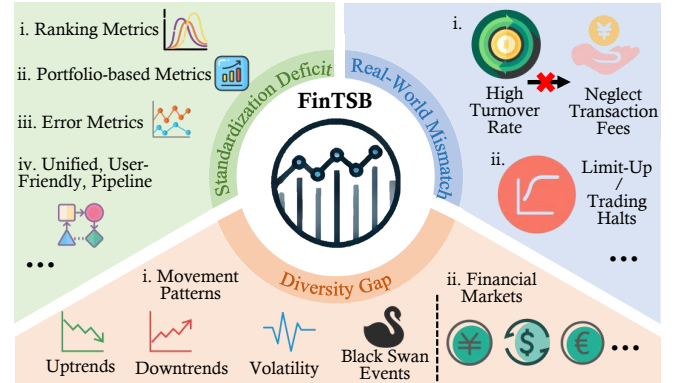 i. Ranking Metrics
ii. Portfolio-based Metrics
iii. Error Metrics
iv. Unified, User-
Friendly, Pipeline
...
Standardization Deficit
Real-World Mismatch
FinTSB
Diversity Gap
i.
High
Turnover
Rate
Neglect
Transaction
Fees
ii.
Limit-Up
/
Trading
Halts
...
i. Movement
Patterns
Uptrends
Downtrends
Volatility
Black Swan
Events
ii. Financial
Markets
¥
$
€
...
¥